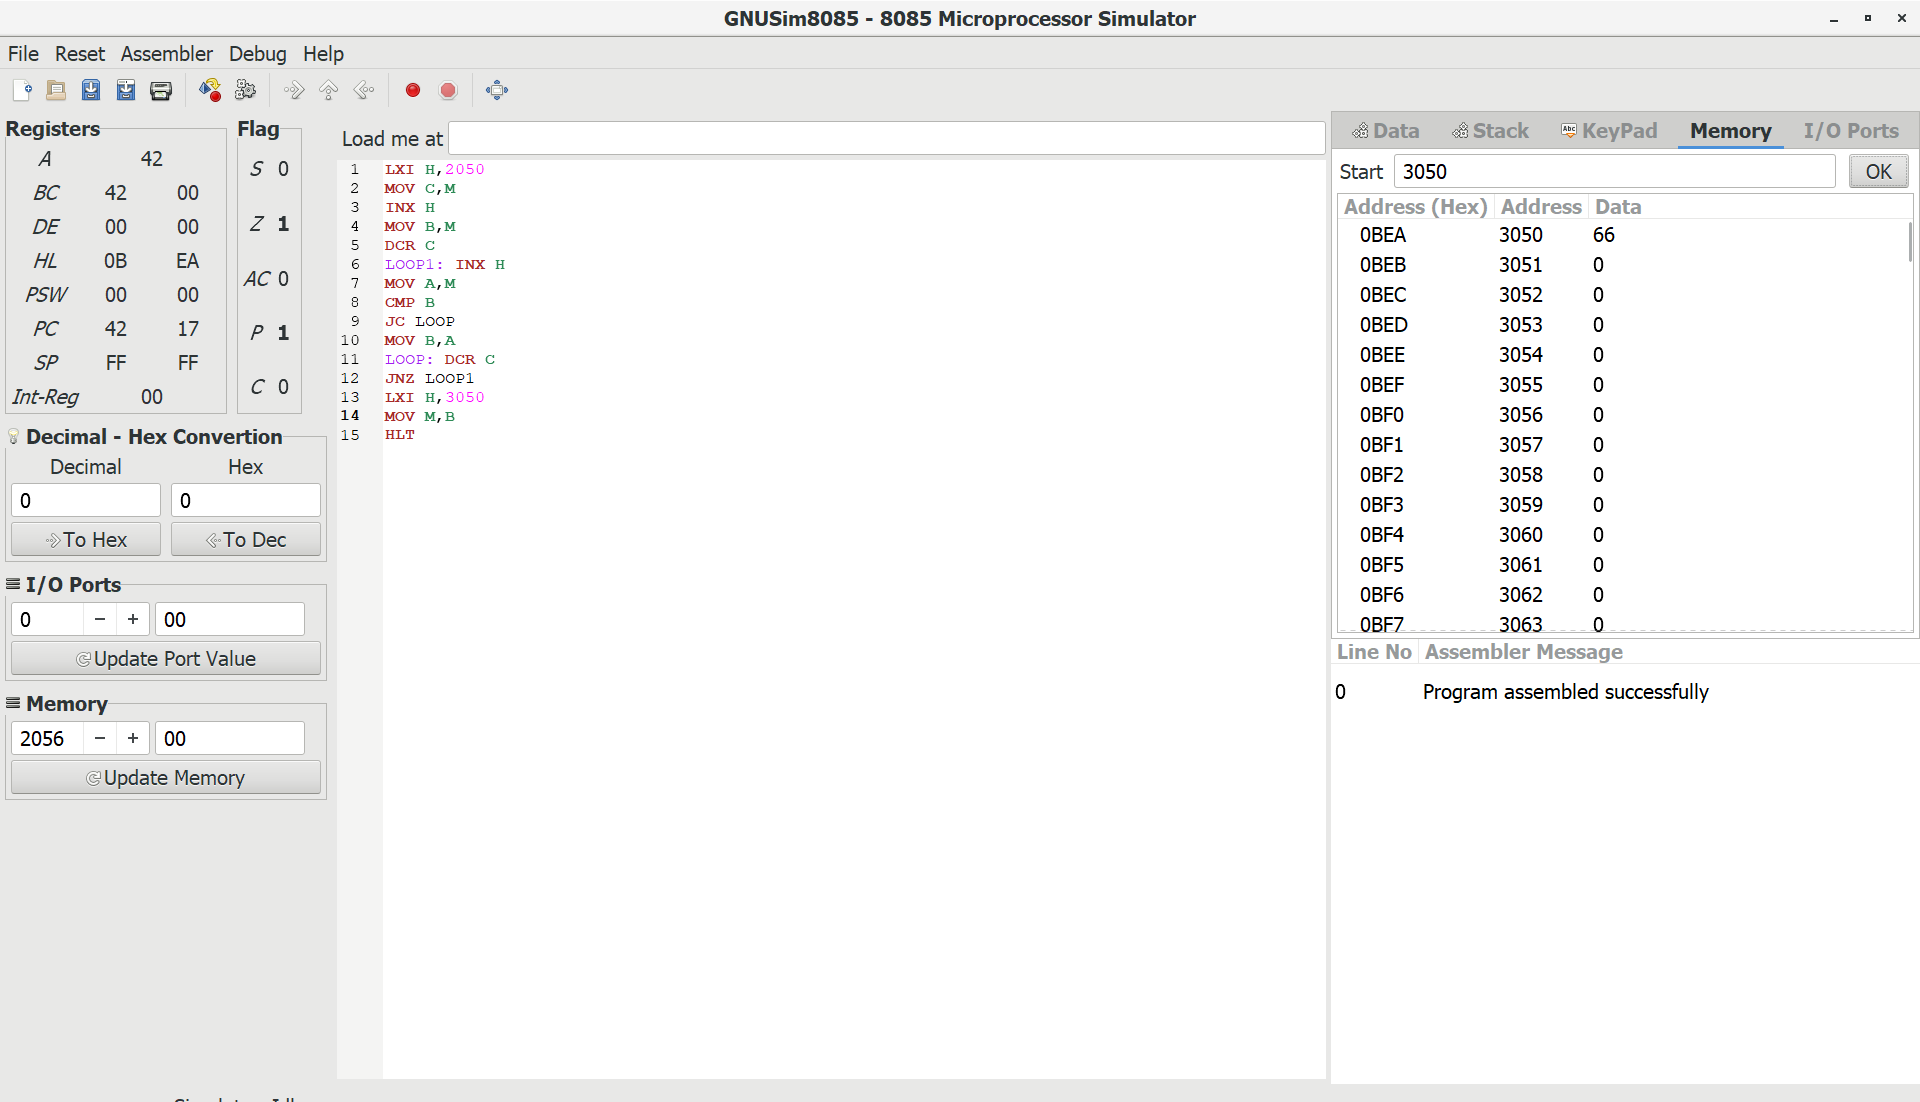 GNUSim8085 - 8085 Microprocessor Simulator
File Reset Assembler Debug Help
Registers
A 42
BC 42 00
DE 00 00
HL 0B EA
PSW 00 00
PC 42 17
SP FF FF
Int-Reg 00
Flag
S 0
Z 1
AC 0
P 1
C 0
Decimal - Hex Convertion
Decimal Hex
0 0
To Hex To Dec
I/O Ports
0 − + 00
Update Port Value
Memory
2056 − + 00
Update Memory
Load me at
1 LXI H,2050
2 MOV C,M
3 INX H
4 MOV B,M
5 DCR C
6 LOOP1: INX H
7 MOV A,M
8 CMP B
9 JC LOOP
10 MOV B,A
11 LOOP: DCR C
12 JNZ LOOP1
13 LXI H,3050
14 MOV M,B
15 HLT
Data Stack Abc KeyPad Memory I/O Ports
Start 3050 OK
Address (Hex) Address Data
0BEA 3050 66
0BEB 3051 0
0BEC 3052 0
0BED 3053 0
0BEE 3054 0
0BEF 3055 0
0BF0 3056 0
0BF1 3057 0
0BF2 3058 0
0BF3 3059 0
0BF4 3060 0
0BF5 3061 0
0BF6 3062 0
0BF7 3063 0
Line No Assembler Message
0 Program assembled successfully